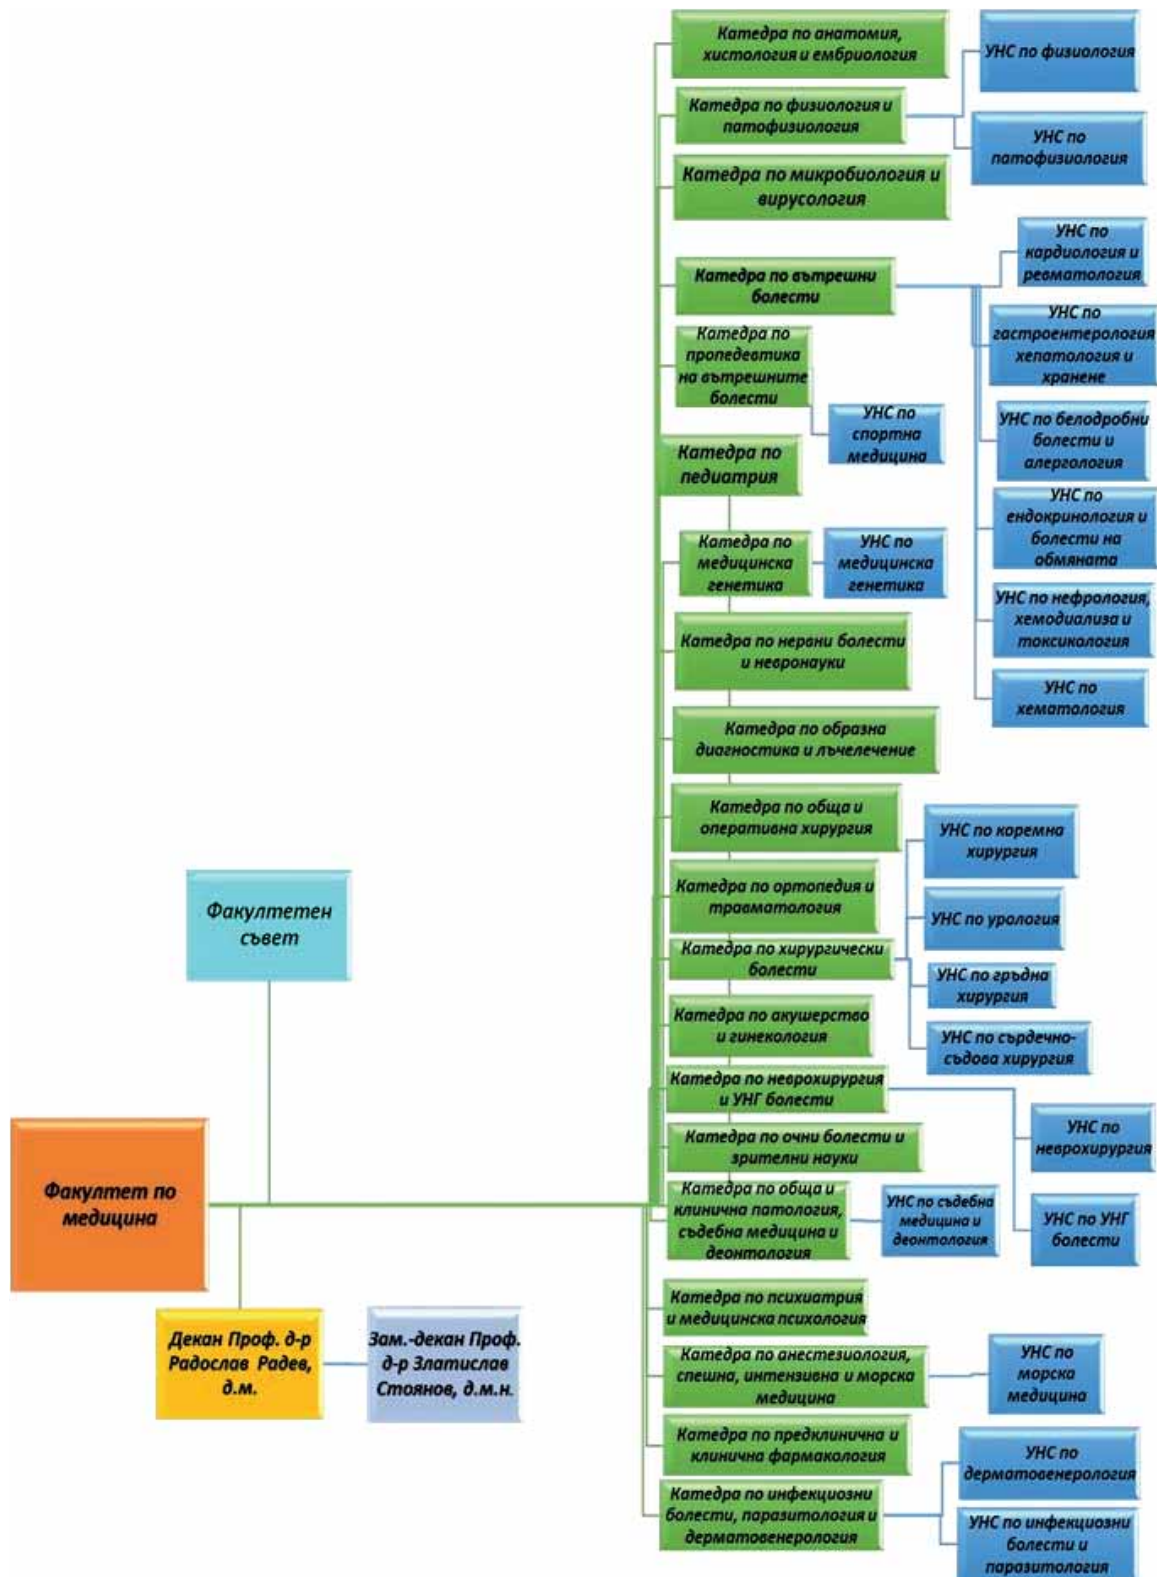 Катедра по анатомия,
хистология и ембриология
УНС по физиология
Катедра по физиология и
патофизиология
УНС по
патофизиология
Катедра по микробиология и
вирусология
УНС по
кардиология и
ревматология
Катедра по вътрешни
болести
УНС по
гастроентерология
хепатология и
хранене
Катедра по
пропедевтика
на вътрешните
болести
УНС по
спортна
медицина
УНС по белодробни
болести и
алергология
Катедра по
педиатрия
УНС по
ендокринология и
болести на
обмяната
Катедра по
медицинска
генетика
УНС по
медицинска
генетика
УНС по нефрология,
хемодиализа и
токсикология
Катедра по нервни болести
и невронауки
УНС по
хематология
Катедра по образна
диагностика и лъчелечение
Катедра по обща и
оперативна хирургия
УНС по коремна
хирургия
Катедра по ортопедия и
травматология
УНС по урология
Факултетен
съвет
Катедра по хирургически
болести
УНС по гръдна
хирургия
Катедра по акушерство
и гинекология
УНС по сърдечно-
съдова хирургия
Катедра по неврохирургия
и УНГ болести
УНС по
неврохирургия
Катедра по очни болести и
зрителни науки
Факултет по
медицина
Катедра по обща и
клинична патология,
съдебна медицина и
деонтология
УНС по съдебна
медицина и
деонтология
УНС по УНГ
болести
Катедра по психиатрия
и медицинска психология
Декан Проф. д-р
Радослав Радев,
д.м.
Зам.-декан Проф.
д-р Златислав
Стоянов, д.м.н.
Катедра по анестезиология,
спешна, интензивна и морска
медицина
УНС по
морска
медицина
Катедра по предклинична и
клинична фармакология
УНС по
дерматовенерология
Катедра по инфекциозни
болести, паразитология и
дерматовенерология
УНС по инфекциозни
болести и
паразитология